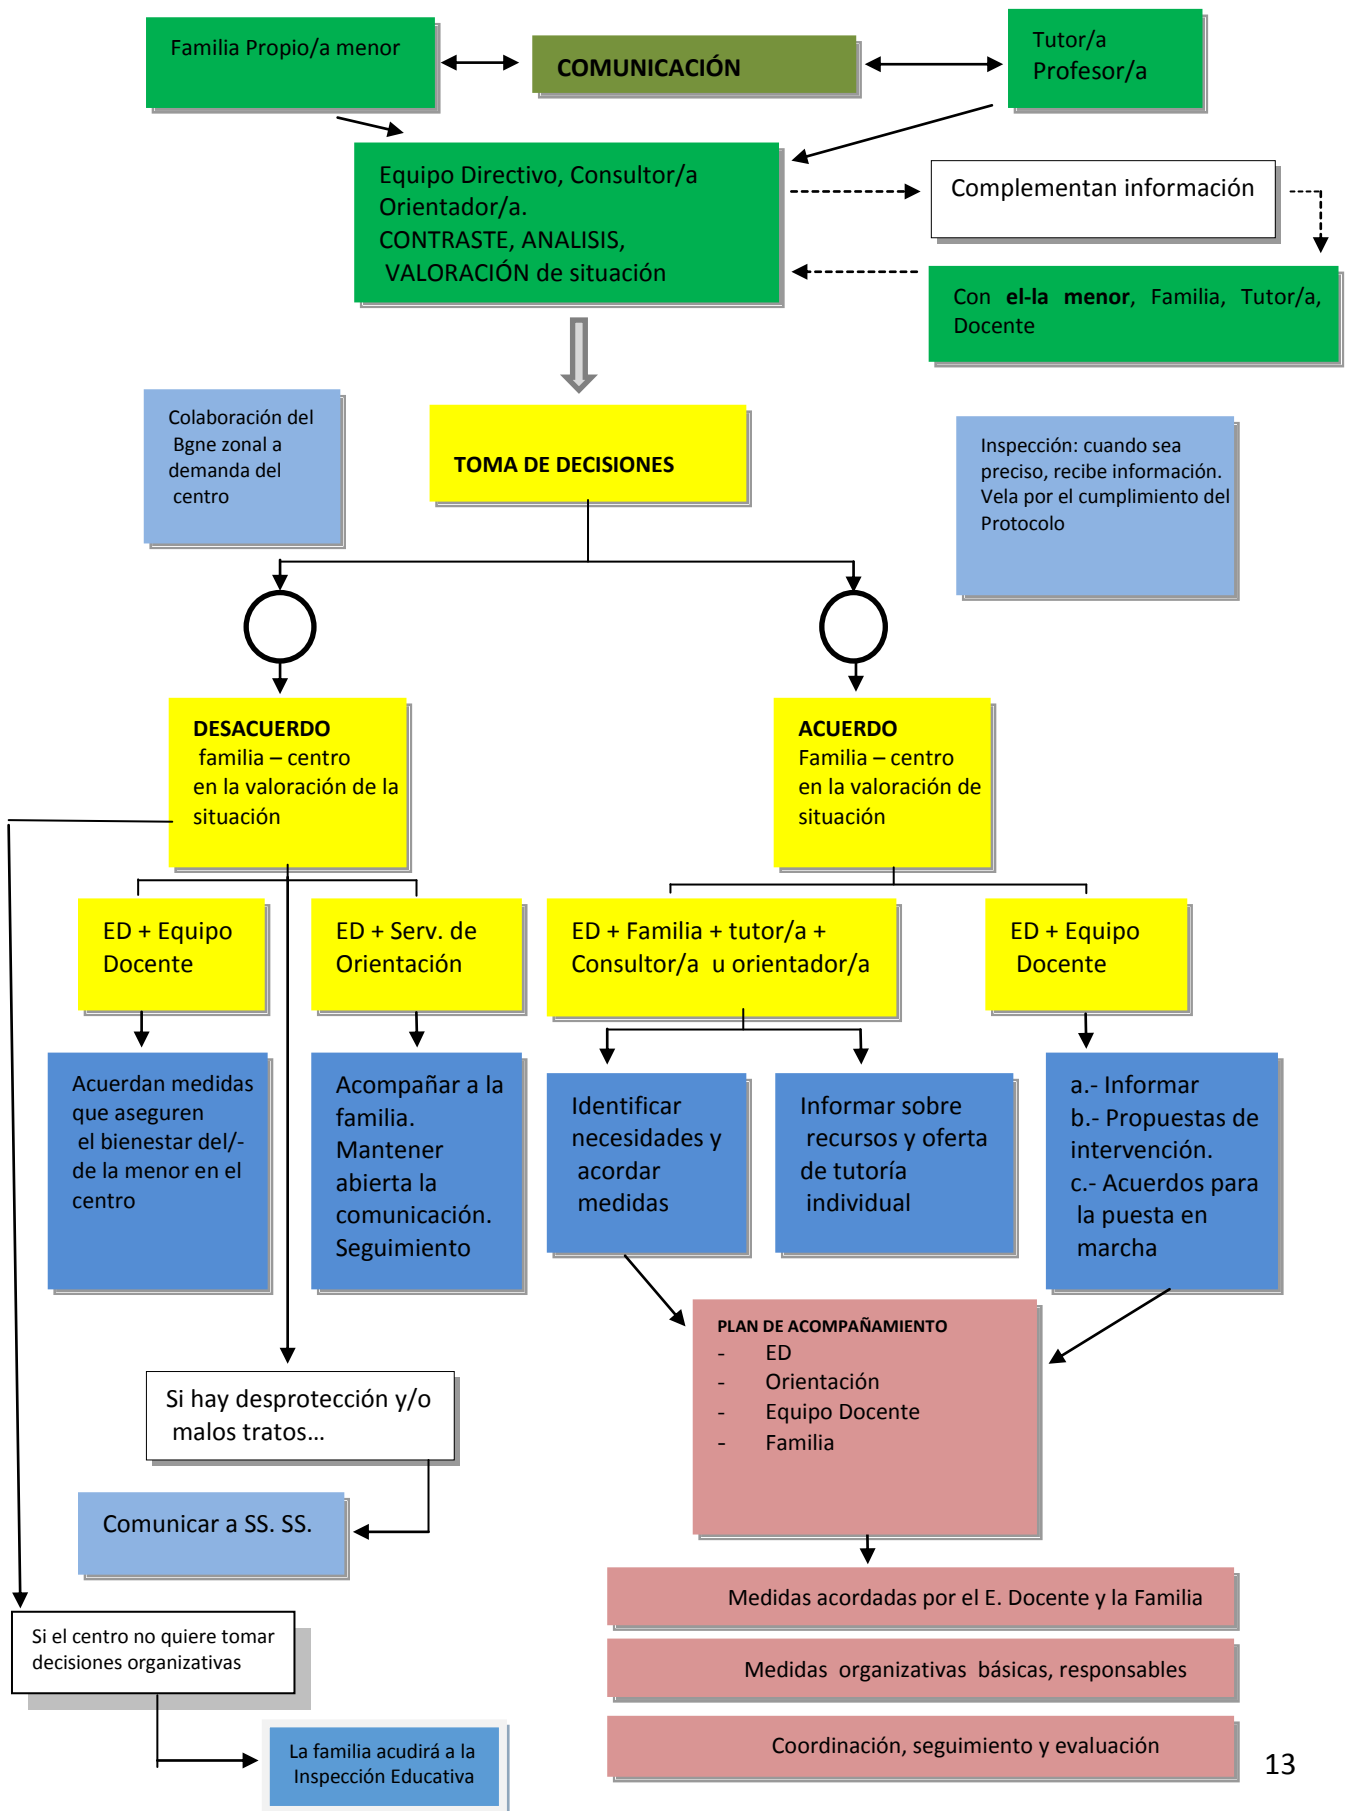 Familia Propio/a menor
COMUNICACIÓN
Tutor/a
Profesor/a
Equipo Directivo, Consultor/a
Orientador/a.
CONTRASTE, ANALISIS,
VALORACIÓN de situación
Complementan información
Con el-la menor, Familia, Tutor/a,
Docente
Colaboración del
Bgne zonal a
demanda del
centro
TOMA DE DECISIONES
Inspección: cuando sea
preciso, recibe información.
Vela por el cumplimiento del
Protocolo
DESACUERDO
familia – centro
en la valoración de la
situación
ACUERDO
Familia – centro
en la valoración de
situación
ED + Equipo
Docente
ED + Serv. de
Orientación
ED + Familia + tutor/a +
Consultor/a u orientador/a
ED + Equipo
Docente
Acuerdan medidas
que aseguren
el bienestar del/-
de la menor en el
centro
Acompañar a la
familia.
Mantener
abierta la
comunicación.
Seguimiento
Identificar
necesidades y
acordar
medidas
Informar sobre
recursos y oferta
de tutoría
individual
a.- Informar
b.- Propuestas de
intervención.
c.- Acuerdos para
la puesta en
marcha
PLAN DE ACOMPAÑAMIENTO
- ED
- Orientación
- Equipo Docente
- Familia
Si hay desprotección y/o
malos tratos…
Comunicar a SS. SS.
Medidas acordadas por el E. Docente y la Familia
Si el centro no quiere tomar
decisiones organizativas
Medidas organizativas básicas, responsables
La familia acudirá a la
Inspección Educativa
Coordinación, seguimiento y evaluación
13